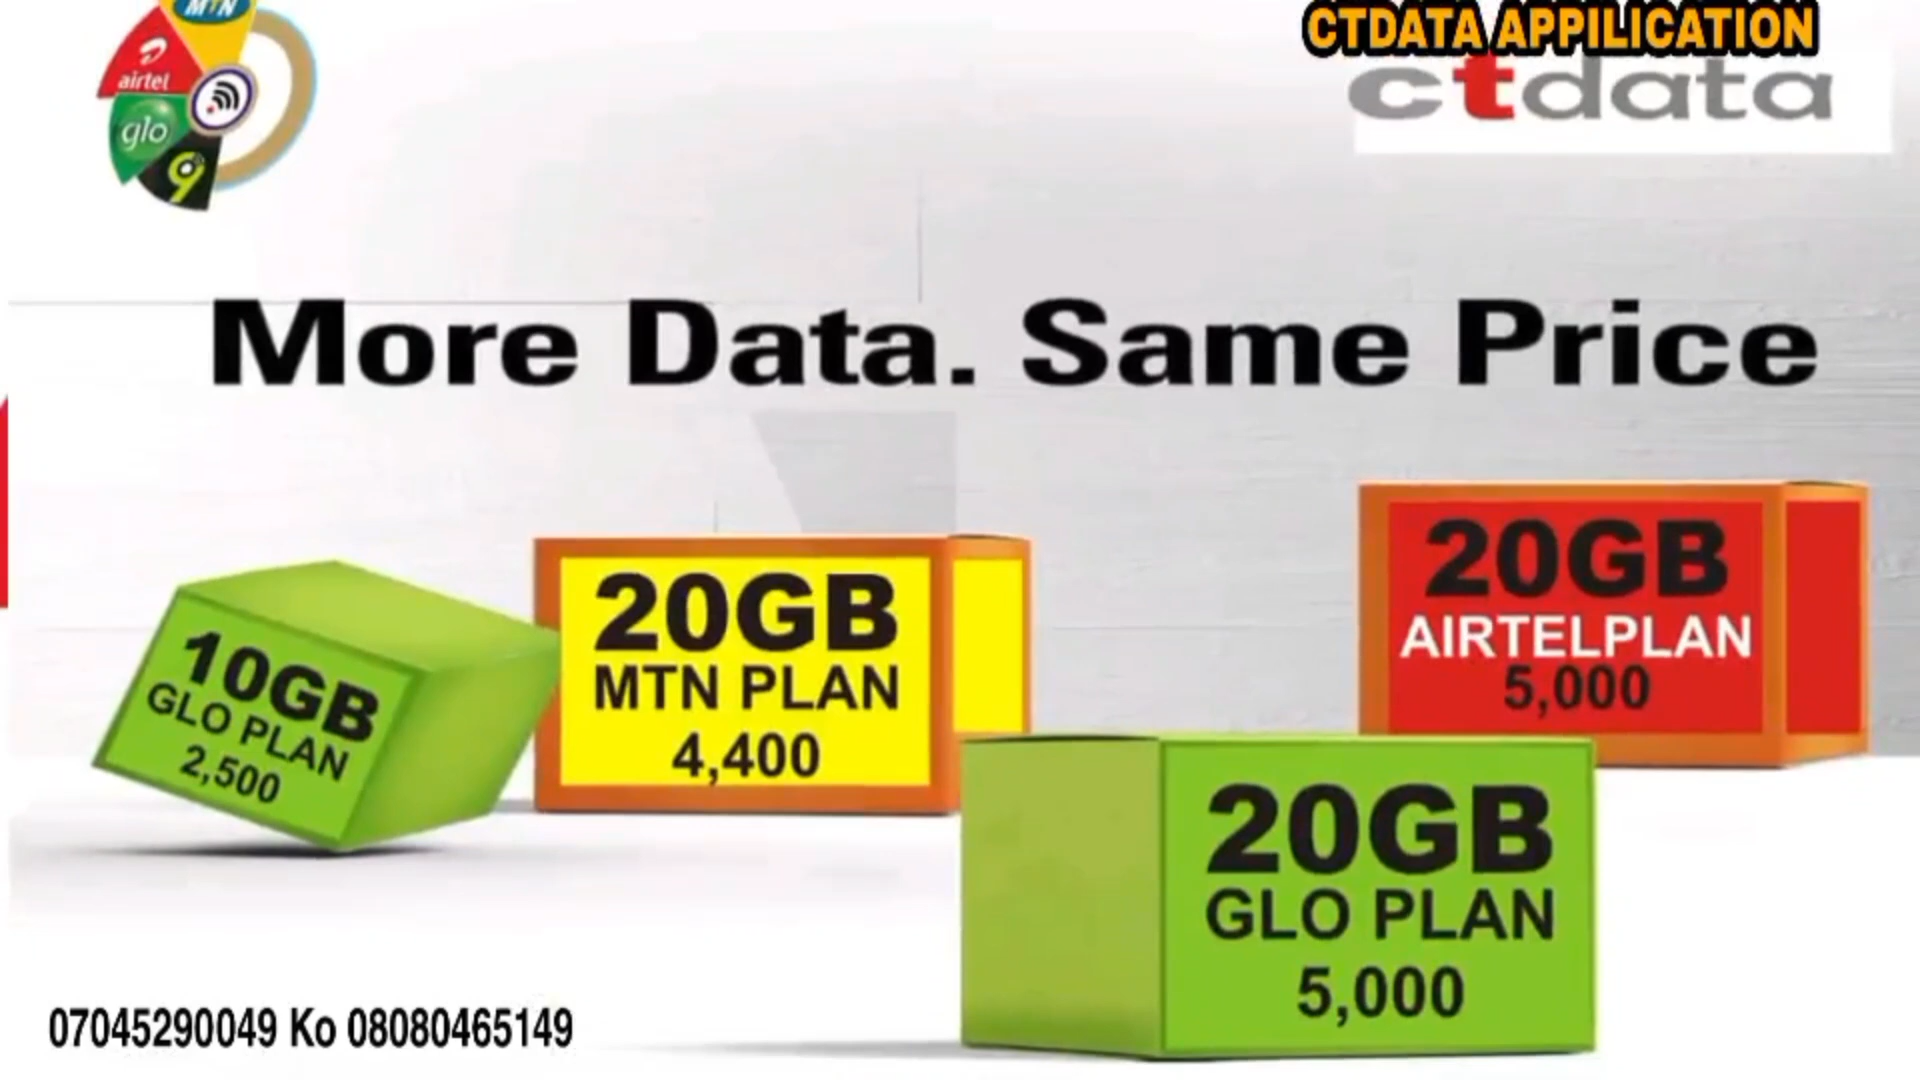 MTN
airtel
glo
9
CTDATA APPILICATION
ctdata
More Data. Same Price
10GB
GLO PLAN
2,500
20GB
MTN PLAN
4,400
20GB
AIRTELPLAN
5,000
20GB
GLO PLAN
5,000
07045290049 Ko 08080465149